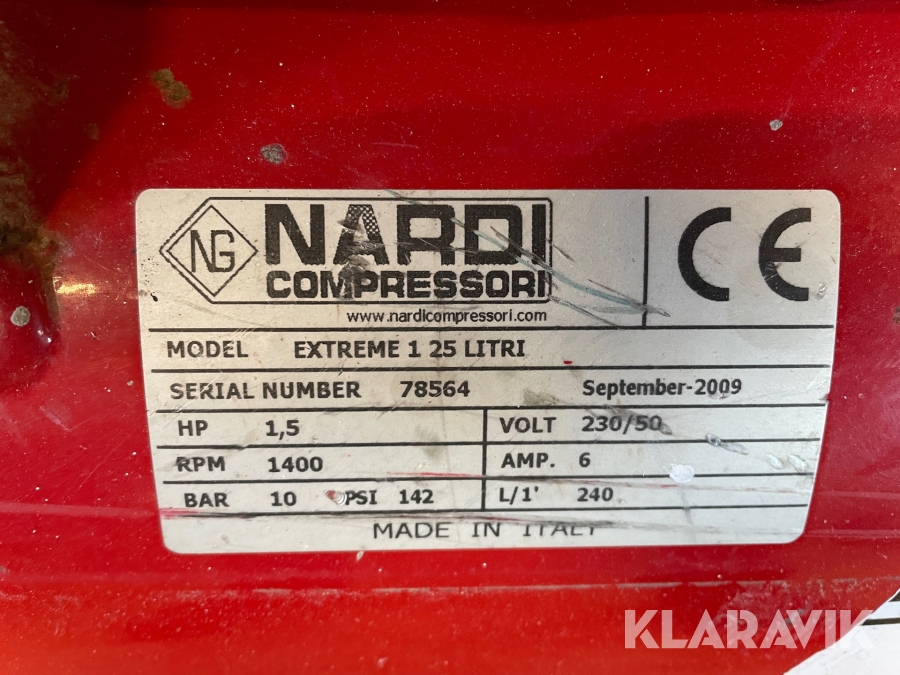 NG
NARDI
COMPRESSORI
www.nardicompressori.com
CE
MODEL EXTREME 1 25 LITRI
SERIAL NUMBER 78564 September-2009
HP 1,5 VOLT 230/50
RPM 1400 AMP. 6
BAR 10 PSI 142 L/1' 240
MADE IN ITALY
KLARAVIK